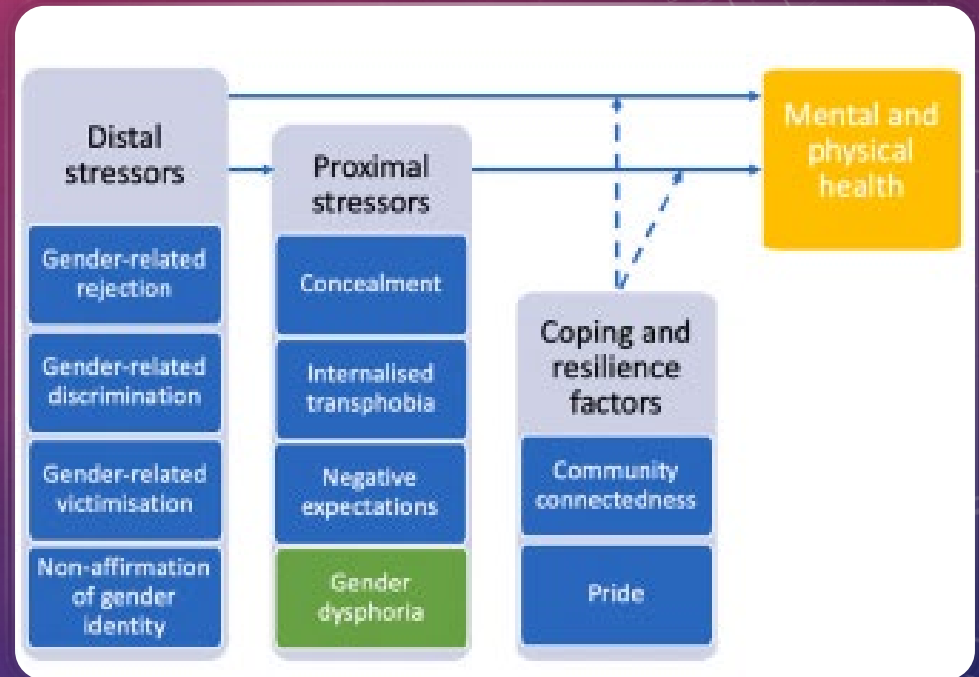 Distal
stressors
Gender-related
rejection
Gender-related
discrimination
Gender-related
victimisation
Non-affirmation
of gender
identity
Proximal
stressors
Concealment
Internalised
transphobia
Negative
expectations
Gender
dysphoria
Coping and
resilience
factors
Community
connectedness
Pride
Mental and
physical
health